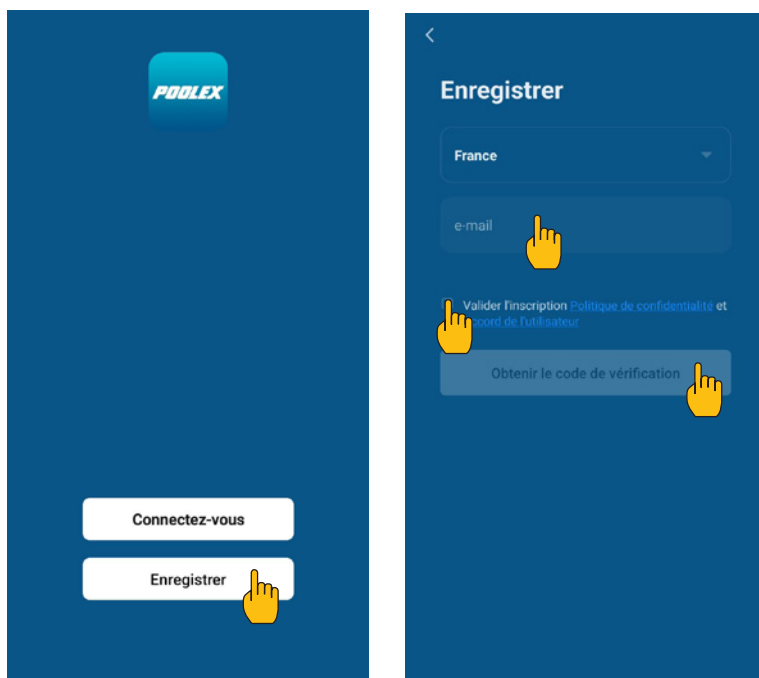 POOLEX
Connectez-vous
Enregistrer
Enregistrer
France
e-mail
Valider l'inscription Politique de confidentialité et
accord de l'utilisateur
Obtenir le code de vérification